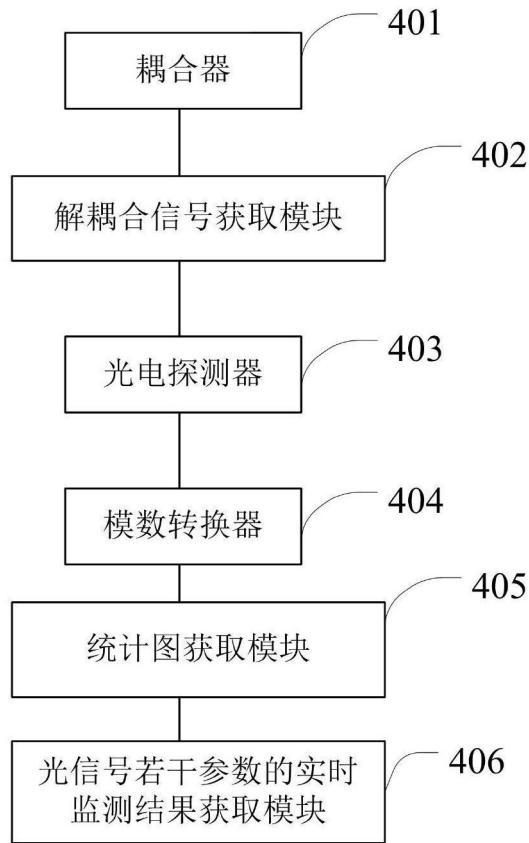 401
耦合器
402
解耦合信号获取模块
403
光电探测器
404
模数转换器
405
统计图获取模块
406
光信号若干参数的实时
监测结果获取模块